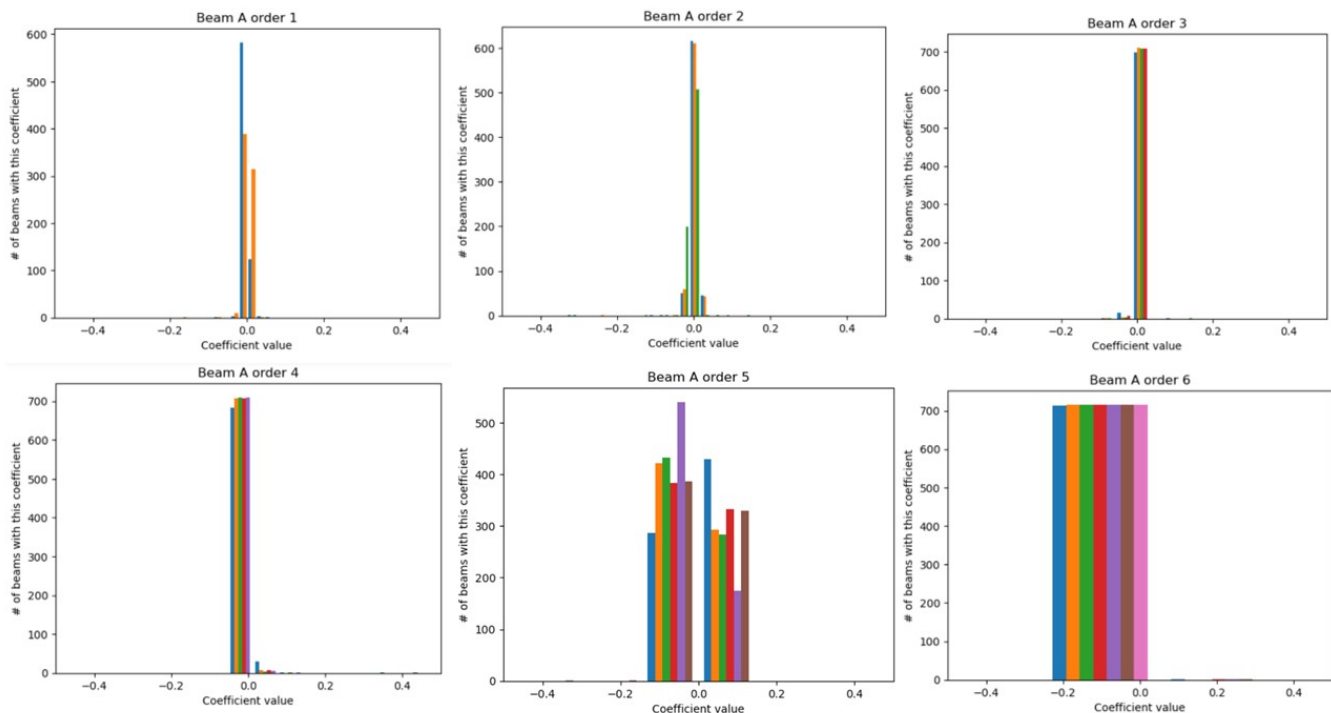 Beam A order 1
600
500
400
300
200
100
0
# of beams with this coefficient
−0.4 −0.2 0.0 0.2 0.4
Coefficient value
Beam A order 2
600
500
400
300
200
100
0
# of beams with this coefficient
−0.4 −0.2 0.0 0.2 0.4
Coefficient value
Beam A order 3
700
600
500
400
300
200
100
0
# of beams with this coefficient
−0.4 −0.2 0.0 0.2 0.4
Coefficient value
Beam A order 4
700
600
500
400
300
200
100
0
# of beams with this coefficient
−0.4 −0.2 0.0 0.2 0.4
Coefficient value
Beam A order 5
500
400
300
200
100
0
# of beams with this coefficient
−0.4 −0.2 0.0 0.2 0.4
Coefficient value
Beam A order 6
700
600
500
400
300
200
100
0
# of beams with this coefficient
−0.4 −0.2 0.0 0.2 0.4
Coefficient value